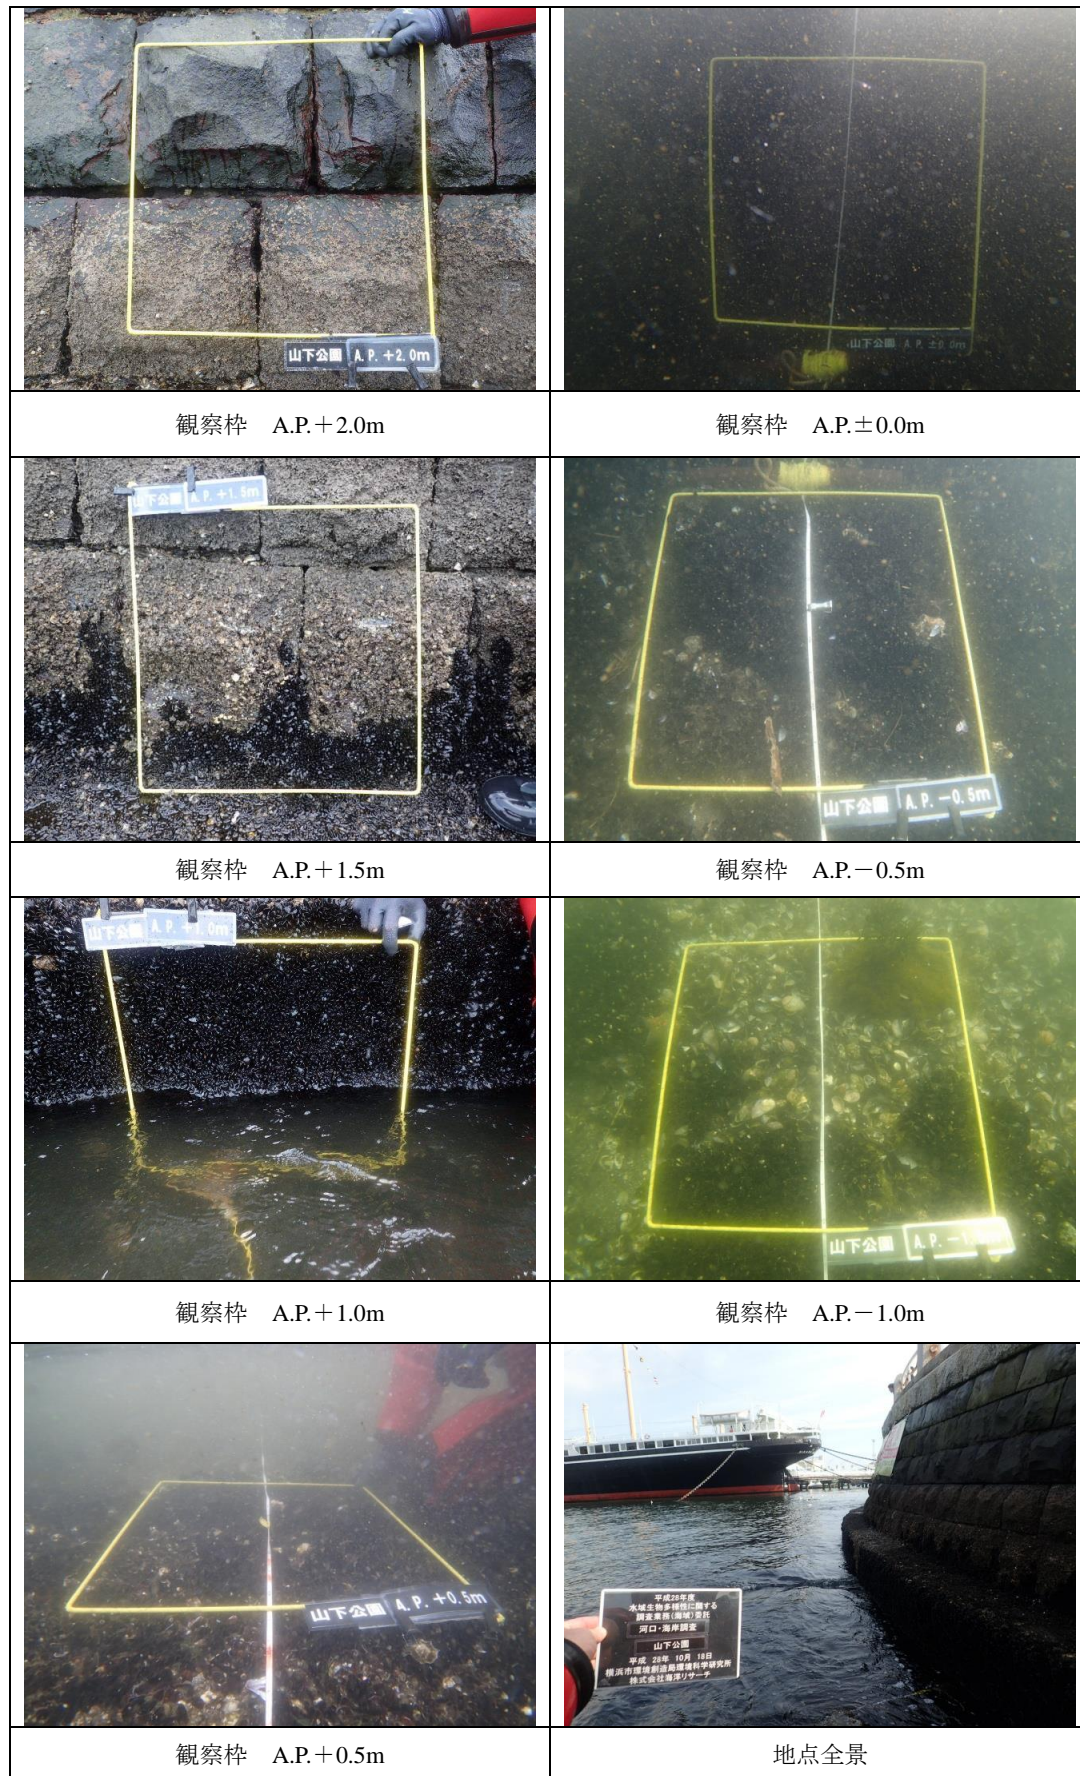 山下公園 A.P.+2.0m
山下公園 A.P.±0.0m
観察枠 A.P.＋2.0m
観察枠 A.P.±0.0m
山下公園 A.P.+1.5m
山下公園 A.P.-0.5m
観察枠 A.P.＋1.5m
観察枠 A.P.－0.5m
山下公園 A.P.+1.0m
山下公園 A.P.-1
観察枠 A.P.＋1.0m
観察枠 A.P.－1.0m
山下公園 A.P.+0.5m
平成28年度
水域生物多様性に関する
調査業務(海域)委託
河口・海岸調査
山下公園
平成 28年 10月 18日
横浜市環境創造局環境科学研究所
株式会社海洋リサーチ
観察枠 A.P.＋0.5m
地点全景